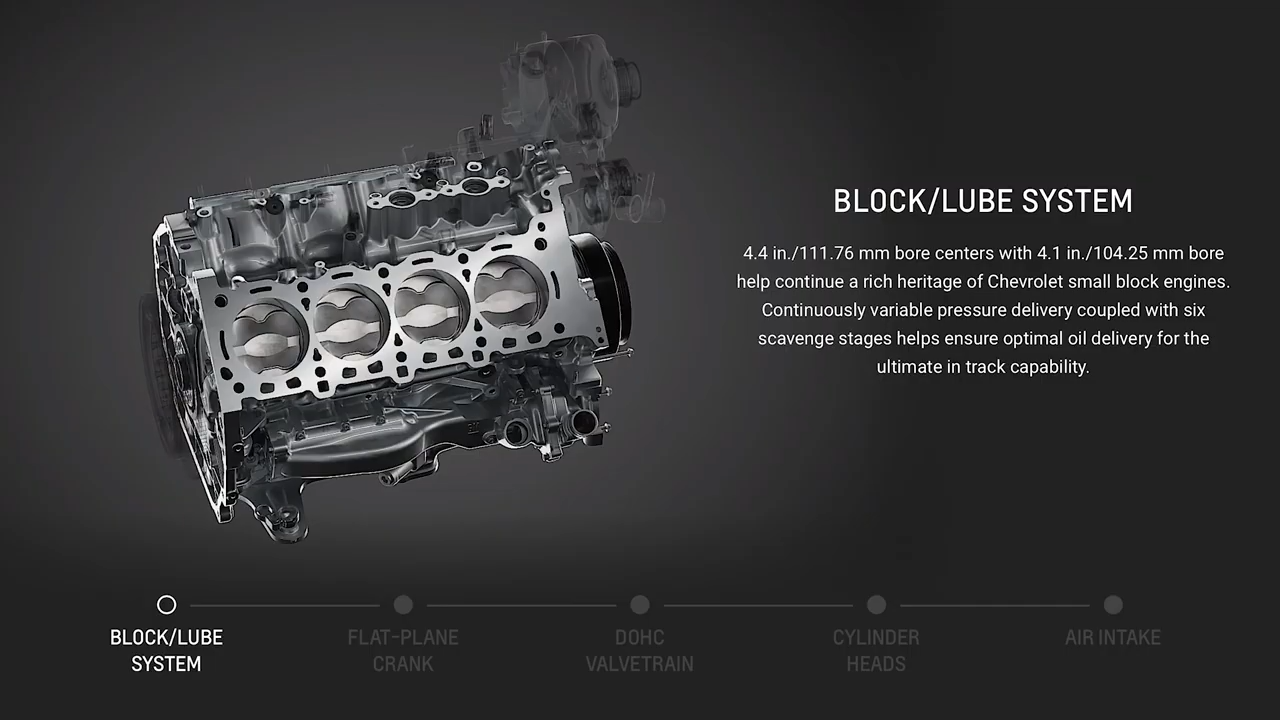 BLOCK/LUBE SYSTEM
4.4 in./111.76 mm bore centers with 4.1 in./104.25 mm bore
help continue a rich heritage of Chevrolet small block engines.
Continuously variable pressure delivery coupled with six
scavenge stages helps ensure optimal oil delivery for the
ultimate in track capability.
BLOCK/LUBE
SYSTEM
FLAT-PLANE
CRANK
DOHC
VALVETRAIN
CYLINDER
HEADS
AIR INTAKE